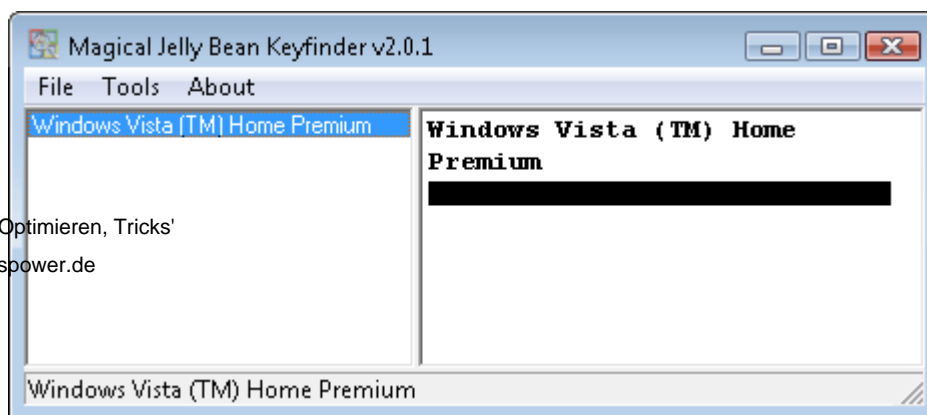 Magical Jelly Bean Keyfinder v2.0.1
File Tools About
Windows Vista (TM) Home Premium
Windows Vista (TM) Home
Premium
Optimieren, Tricks'
spower.de
Windows Vista (TM) Home Premium